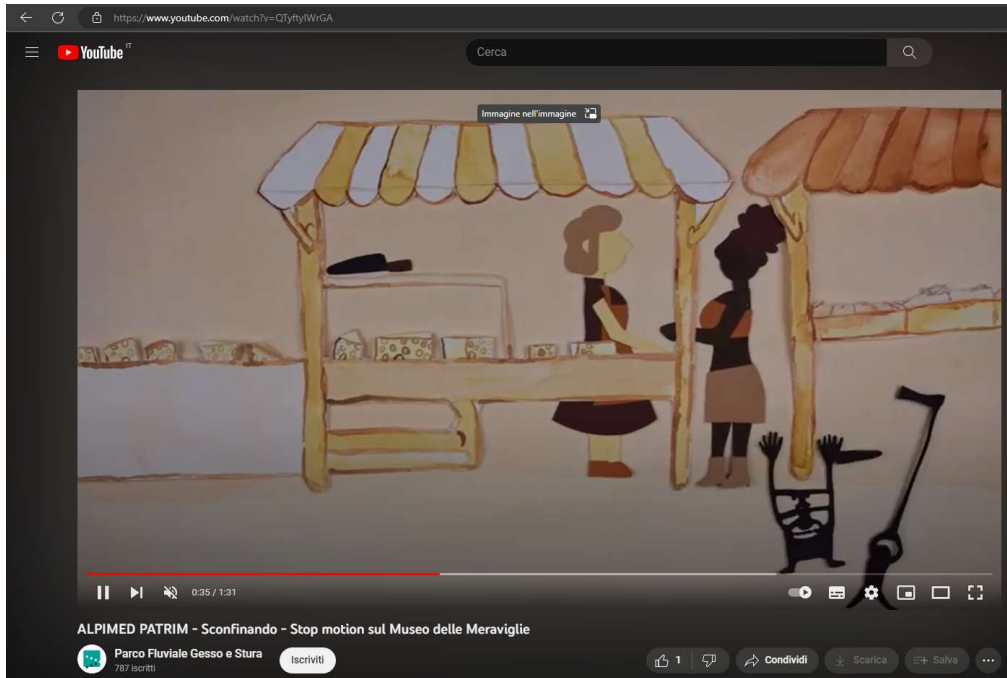 https://www.youtube.com/watch?v=QTyftyIWrGA
YouTube IT
Cerca
Immagine nell'immagine
0:35 / 1:31
ALPIMED PATRIM - Sconfinando - Stop motion sul Museo delle Meraviglie
Parco Fluviale Gesso e Stura
787 iscritti
Iscriviti
1
Condividi
Scarica
Salva